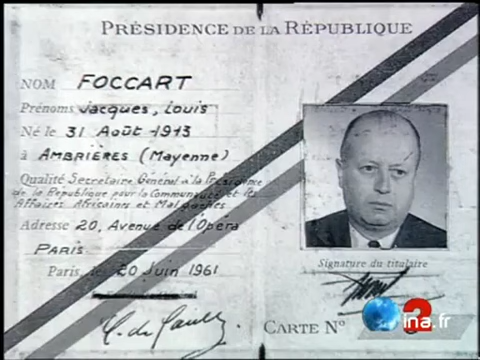 PRÉSIDENCE DE LA RÉPUBLIQUE
NOM FOCCART
Prénoms Jacques, Louis
Né le 31 Août 1913
à AMBRIÈRES (Mayenne)
Qualité Secretaire Général à la Présidence
de la République pour la Communauté et les
Affaires Africaines et Malgaches
Adresse 20, Avenue de l'Opéra
PARIS
Paris, le 20 Juin 1961
C. de Gaulle
Signature du titulaire
CARTE N°
3
ina.fr